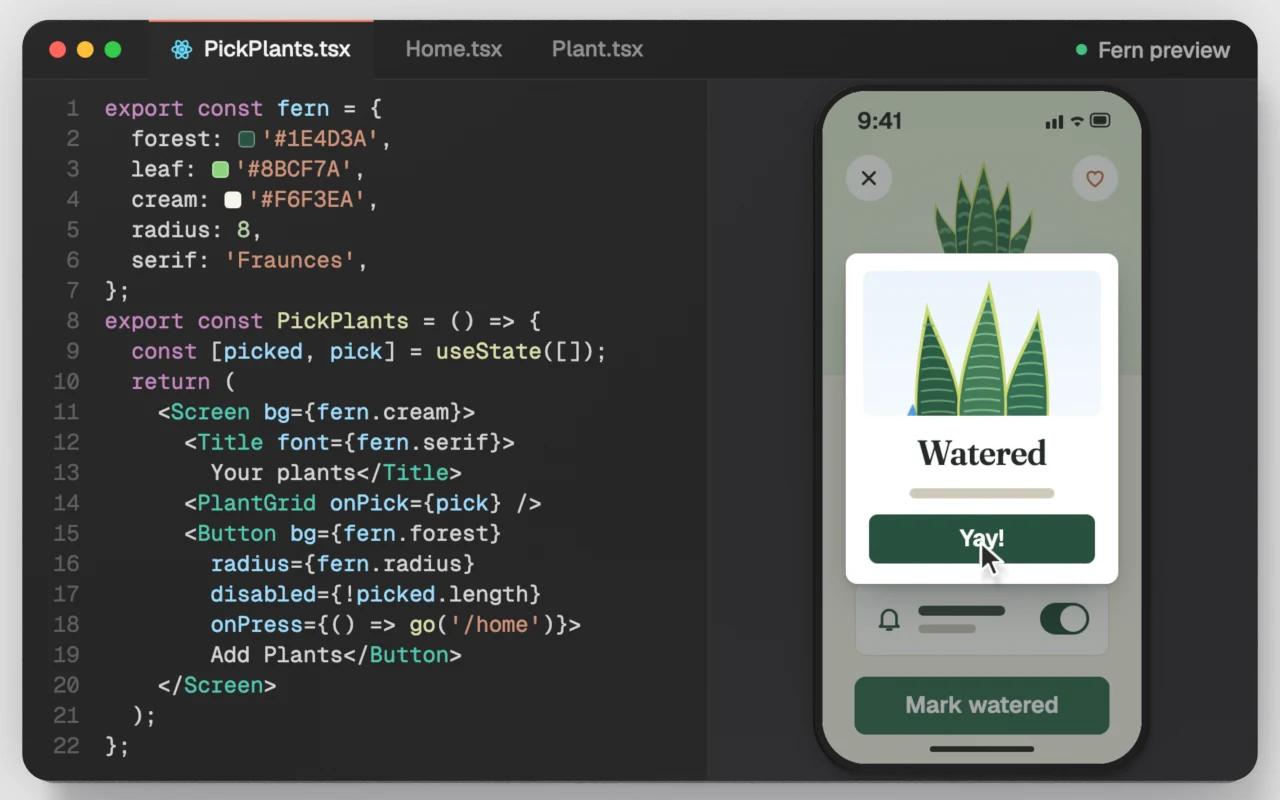 PickPlants.tsx
Home.tsx
Plant.tsx
Fern preview
1 export const fern = {
2 forest: '#1E4D3A',
3 leaf: '#8BCF7A',
4 cream: '#F6F3EA',
5 radius: 8,
6 serif: 'Fraunces',
7 };
8 export const PickPlants = () => {
9 const [picked, pick] = useState([]);
10 return (
11 <Screen bg={fern.cream}>
12 <Title font={fern.serif}>
13 Your plants</Title>
14 <PlantGrid onPick={pick} />
15 <Button bg={fern.forest}
16 radius={fern.radius}
17 disabled={!picked.length}
18 onPress={() => go('/home')}>
19 Add Plants</Button>
20 </Screen>
21 );
22 };
9:41
Watered
Yay!
Mark watered